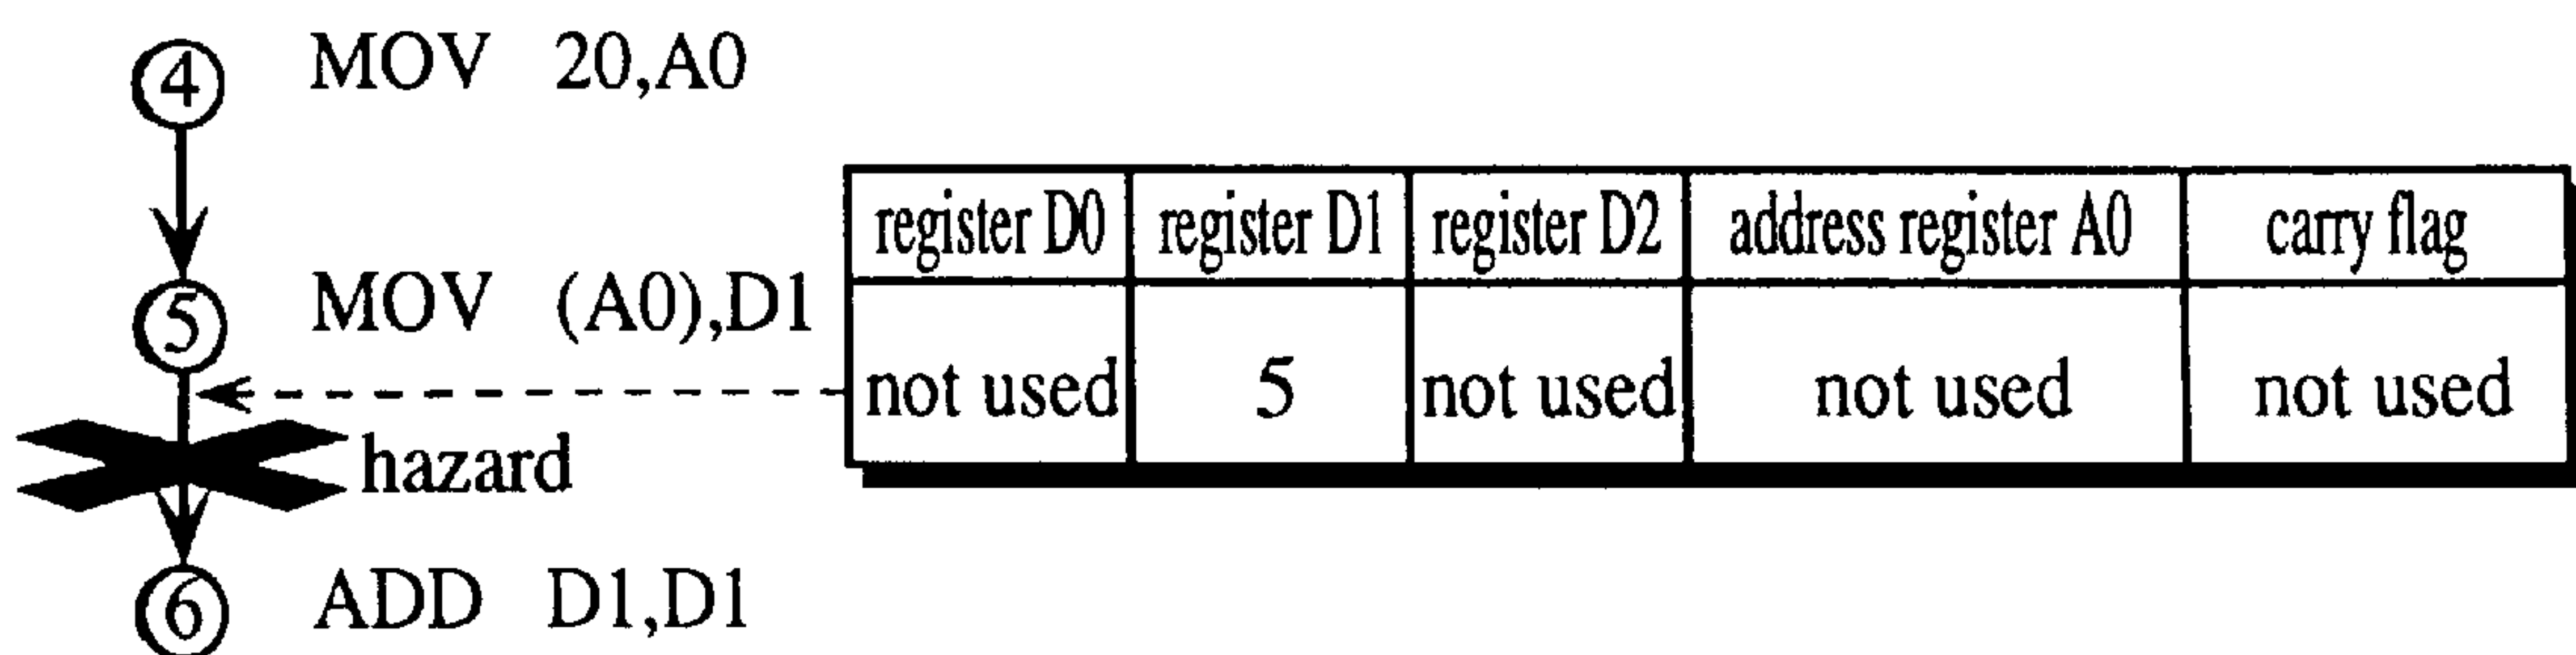 ④ MOV 20,A0
register D0 register D1 register D2 address register A0 carry flag
⑤ MOV (A0),D1
not used 5 not used not used not used
hazard
⑥ ADD D1,D1